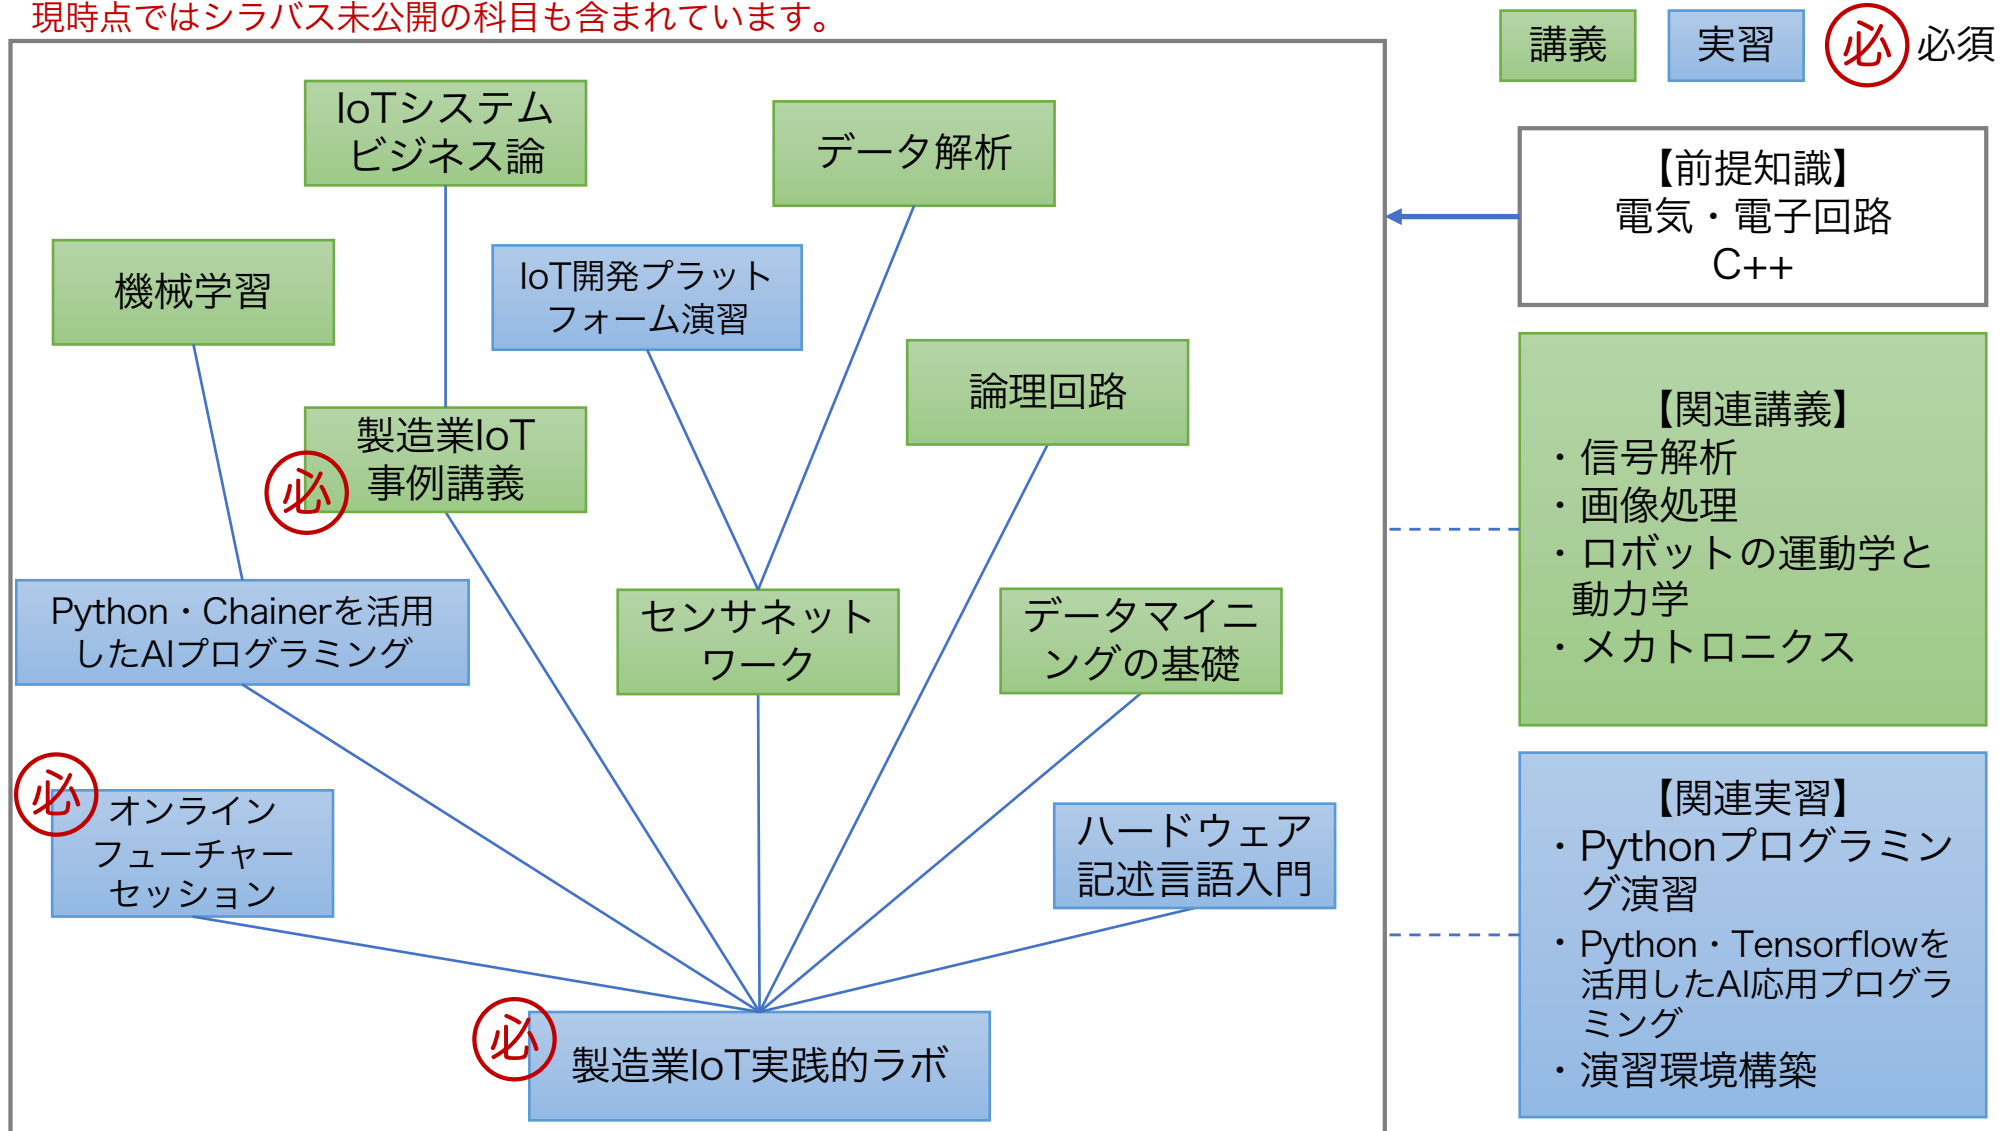 現時点ではシラバス未公開の科目も含まれています。
講義
実習
必
必須
IoTシステム
ビジネス論
データ解析
【前提知識】
電気・電子回路
C++
機械学習
IoT開発プラット
フォーム演習
論理回路
製造業IoT
事例講義
必
【関連講義】
・信号解析
・画像処理
・ロボットの運動学と
動力学
・メカトロニクス
Python・Chainerを活用
したAIプログラミング
センサネット
ワーク
データマイニ
ングの基礎
必
オンライン
フューチャー
セッション
ハードウェア
記述言語入門
【関連実習】
・Pythonプログラミン
グ演習
・Python・Tensorflowを
活用したAI応用プログラ
ミング
・演習環境構築
必
製造業IoT実践的ラボ